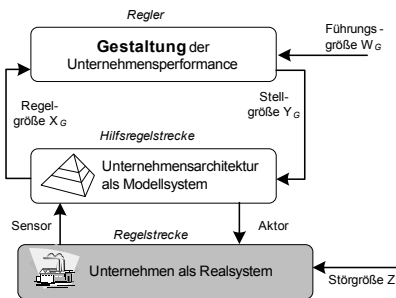 Regler
Führungs-
größe W G
Gestaltung der
Unternehmensperformance
Regel-
größe X G
Stell-
größe Y G
Hilfsregelstrecke
Unternehmensarchitektur
als Modellsystem
Sensor
Aktor
Regelstrecke
Unternehmen als Realsystem
Störgröße Z